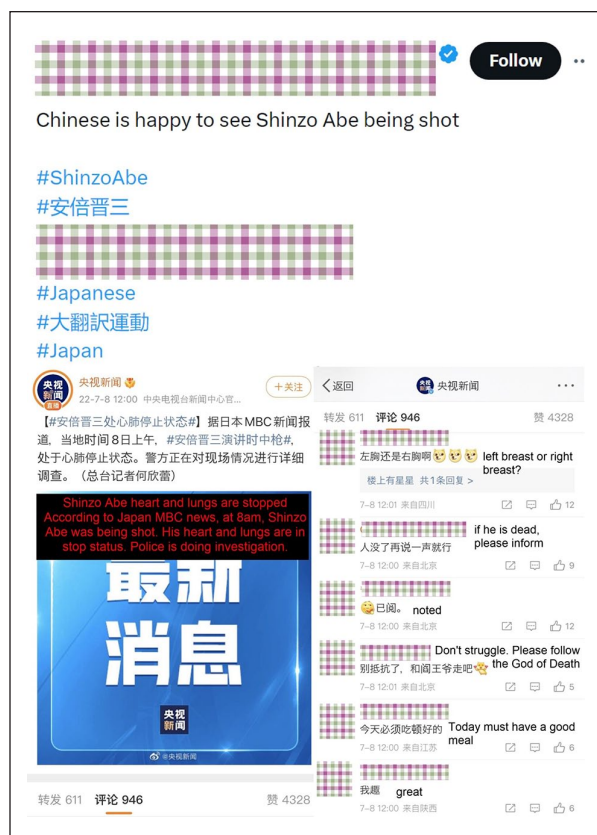 Follow
Chinese is happy to see Shinzo Abe being shot
#ShinzoAbe
#安倍晋三
#Japanese
#大翻訳運動
#Japan
央视新闻
直播
央视新闻
22-7-8 12:00 中央电视台新闻中心官...
+关注
【#安倍晋三处心肺停止状态#】据日本MBC新闻报
道，当地时间8日上午，#安倍晋三演讲时中枪#,
处于心肺停止状态。警方正在对现场情况进行详细
调查。（总台记者何欣蕾）
Shinzo Abe heart and lungs are stopped
According to Japan MBC news, at 8am, Shinzo
Abe was being shot. His heart and lungs are in
stop status. Police is doing investigation.
最新
消息
央视
新闻
@央视新闻
转发 611 评论 946 赞 4328
返回
央视新闻
转发 611 评论 946 赞 4328
左胸还是右胸啊
left breast or right
breast?
楼上有星星 共1条回复 >
7-8 12:01 来自四川 12
人没了再说一声就行
if he is dead,
please inform
7-8 12:00 来自北京 9
已阅。 noted
7-8 12:00 来自北京 12
Don't struggle. Please follow
the God of Death
别抵抗了，和阎王爷走吧
7-8 12:01 来自北京 5
今天必须吃顿好的
Today must have a good
meal
7-8 12:00 来自江苏 6
我趣 great
7-8 12:00 来自陕西 6